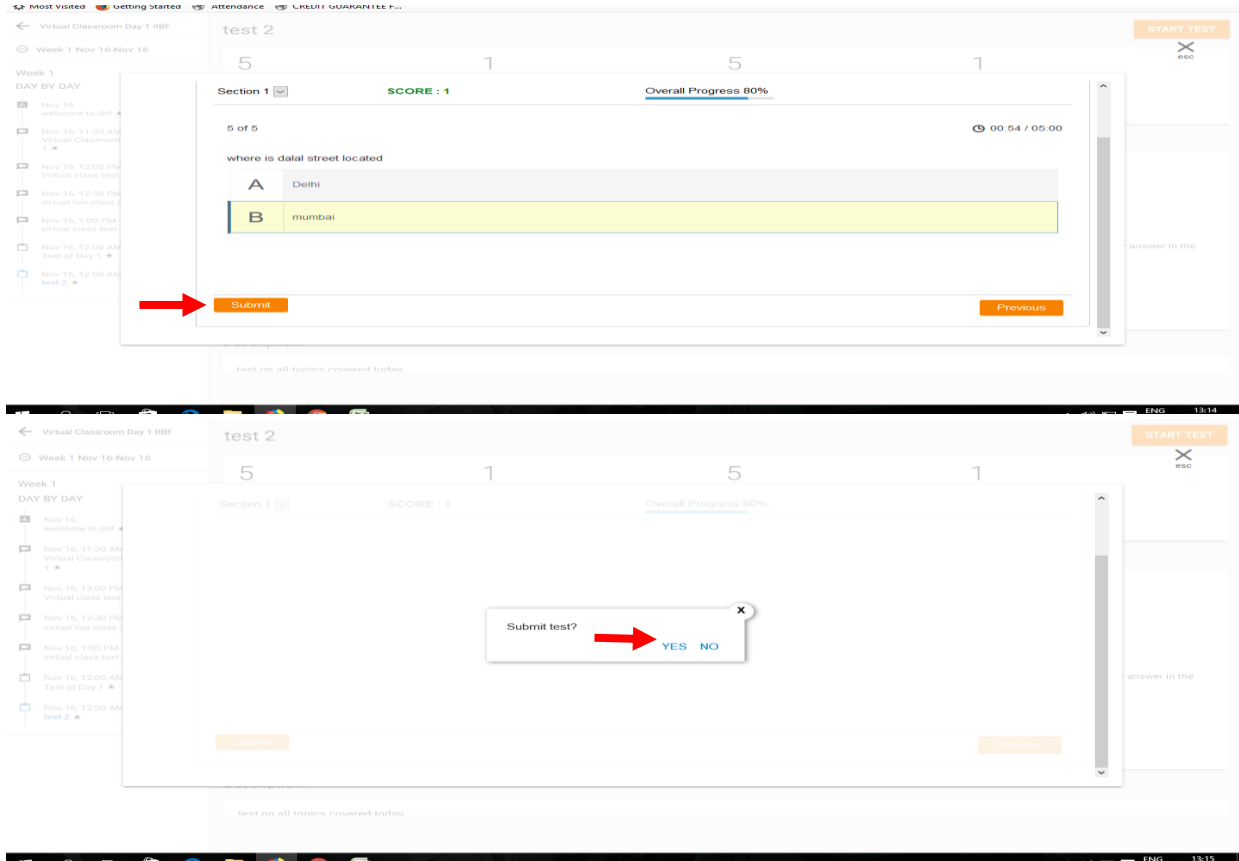 Most Visited Getting Started Attendance CREDIT GUARANTEE F...
Virtual Classroom Day 1 IIBF
test 2
START TEST
Week 1 Nov 16-Nov 16
esc
5 1 5 1
Week 1
DAY BY DAY
Section 1 SCORE : 1 Overall Progress 80%
Nov 16
welcome to iibf
5 of 5 00:54 / 05:00
Nov 16, 11:30 AM
Virtual Classroom
1
where is dalal street located
Nov 16, 12:00 PM
Virtual class test
A Delhi
Nov 16, 12:30 PM
virtual live class
B mumbai
Nov 16, 1:00 PM
virtual class test
Nov 16, 12:00 AM
Test of Day 1
answer in the
Nov 16, 12:00 AM
test 2
Submit Previous
test on all topics covered today
ENG 13:14
Virtual Classroom Day 1 IIBF
test 2
START TEST
Week 1 Nov 16-Nov 16
esc
5 1 5 1
Week 1
DAY BY DAY
Section 1 SCORE : 1 Overall Progress 80%
Nov 16
welcome to iibf
Nov 16, 11:30 AM
Virtual Classroom
1
Nov 16, 12:00 PM
Virtual class test
x
Nov 16, 12:30 PM
virtual live class
Submit test?
YES NO
Nov 16, 1:00 PM
virtual class test
Nov 16, 12:00 AM
Test of Day 1
answer in the
Nov 16, 12:00 AM
test 2
Submit Previous
test on all topics covered today
ENG 13:15